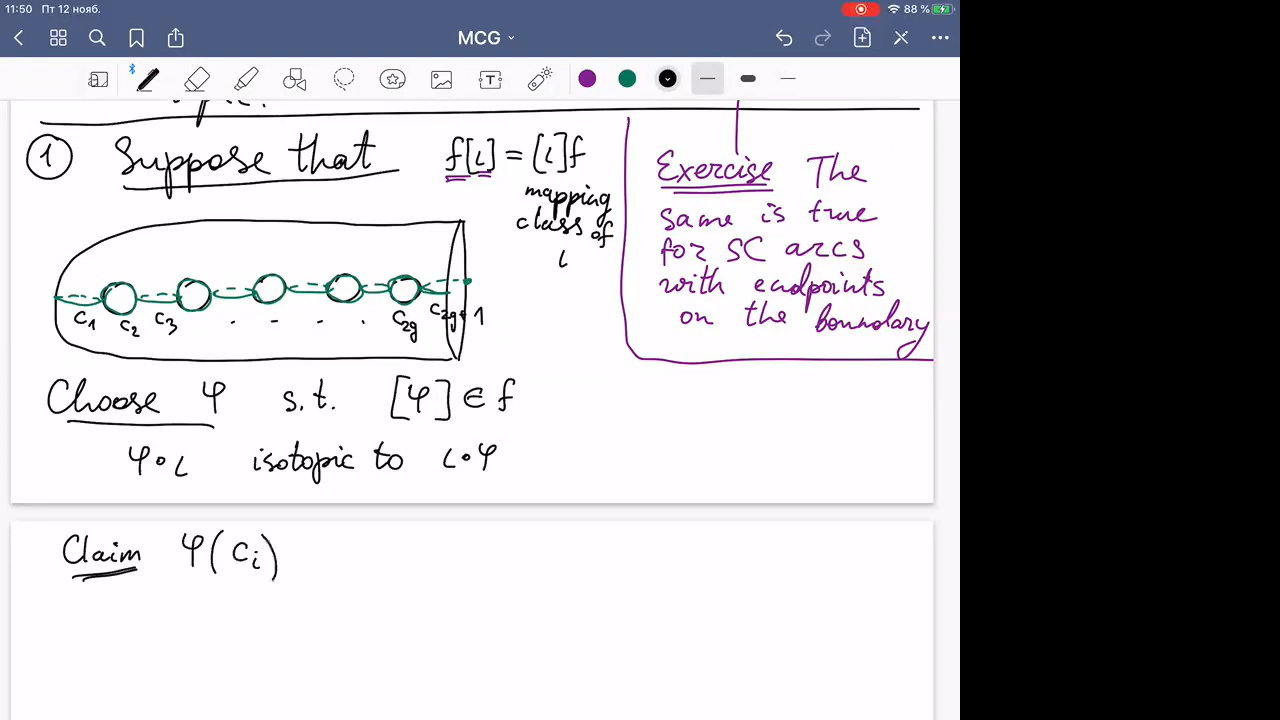 11:50 Пт 12 нояб.
88 %
MCG
① Suppose that f[ι] = [ι]f
mapping
class of
ι
Exercise The
same is true
for SC arcs
with endpoints
on the boundary
c1 c2 c3 . . . . c2g c2g+1
Choose φ s.t. [φ] ∈ f
φ∘ι isotopic to ι∘φ
Claim φ(ci)